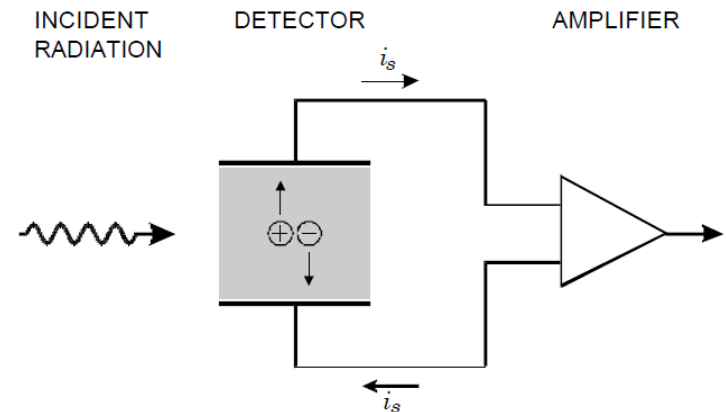 INCIDENT
RADIATION
DETECTOR
AMPLIFIER
i_s
+ −
i_s